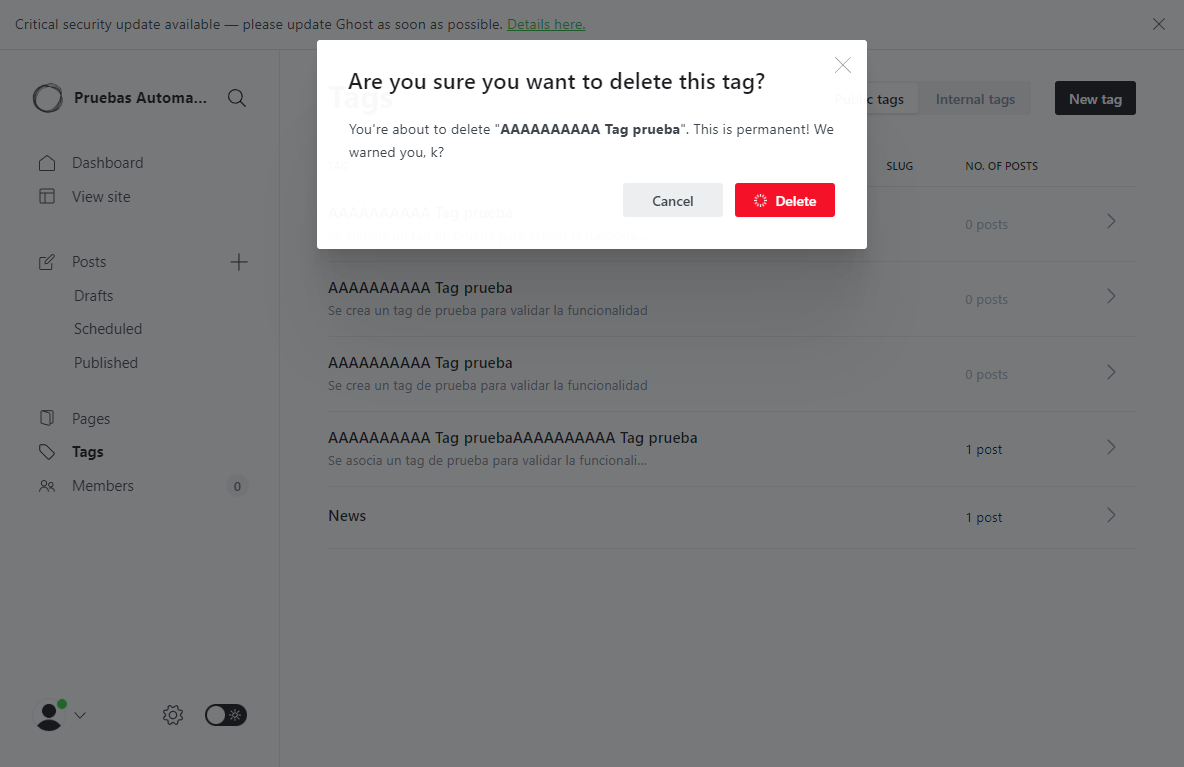 Critical security update available — please update Ghost as soon as possible. Details here.
Pruebas Automa...
Dashboard
View site
Posts
Drafts
Scheduled
Published
Pages
Tags
Members
0
Are you sure you want to delete this tag?
You're about to delete "AAAAAAAAAA Tag prueba". This is permanent! We
warned you, k?
Cancel
Delete
Tags
Public tags
Internal tags
New tag
SLUG
NO. OF POSTS
AAAAAAAAAA Tag prueba
0 posts
AAAAAAAAAA Tag prueba
Se crea un tag de prueba para validar la funcionalidad
0 posts
AAAAAAAAAA Tag prueba
Se crea un tag de prueba para validar la funcionalidad
0 posts
AAAAAAAAAA Tag pruebaAAAAAAAAAA Tag prueba
Se asocia un tag de prueba para validar la funcionali...
1 post
News
1 post